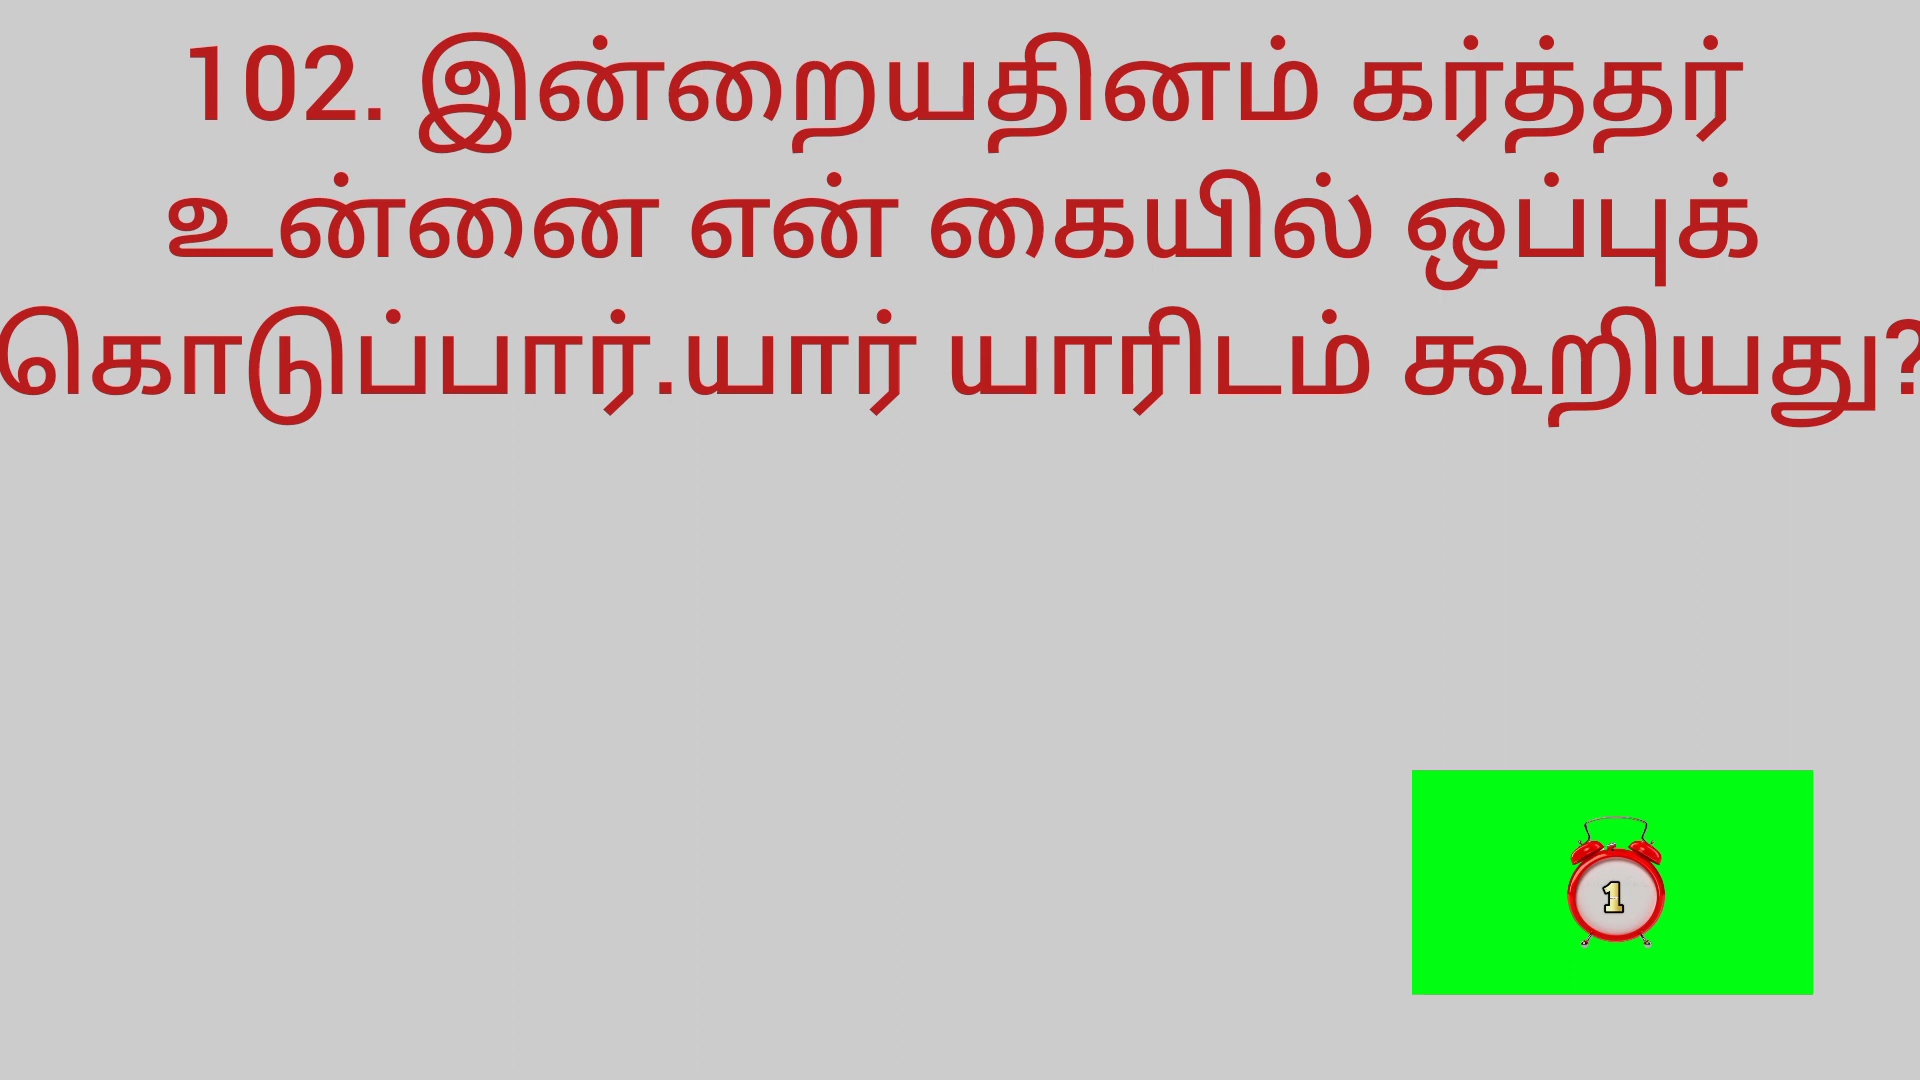 102. இன்றையதினம் கர்த்தர்
உன்னை என் கையில் ஒப்புக்
கொடுப்பார்.யார் யாரிடம் கூறியது?
1